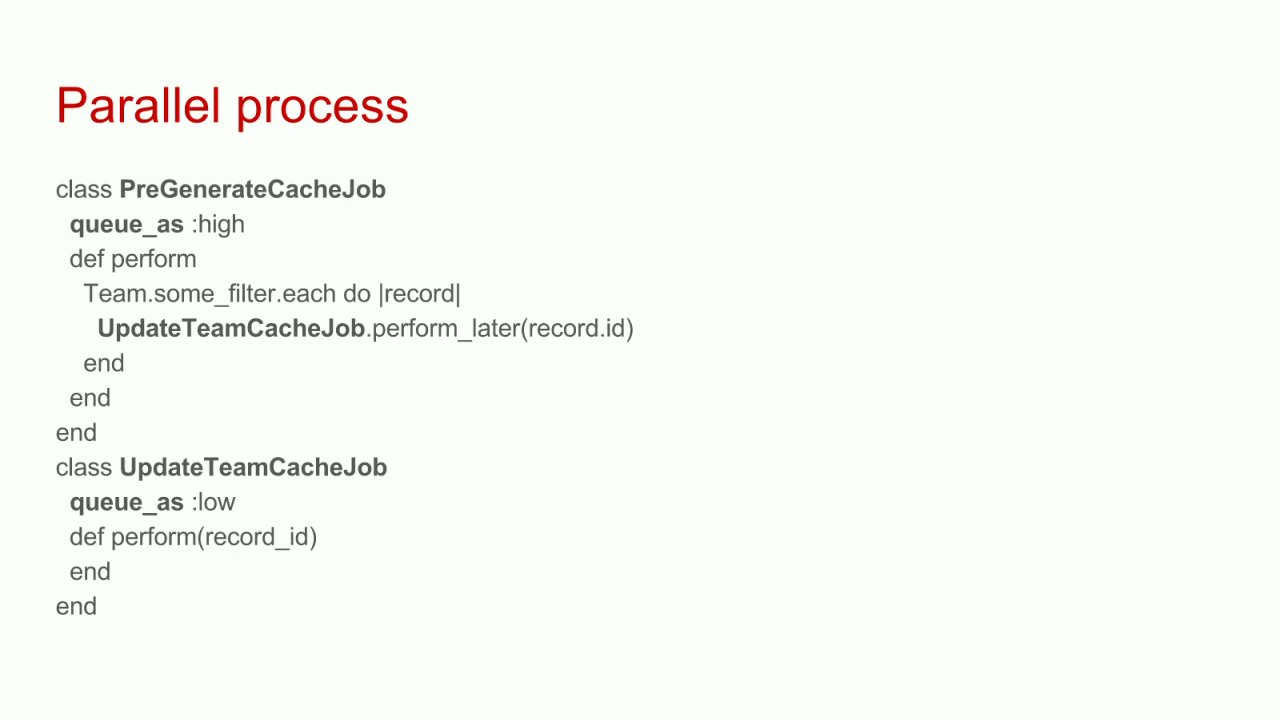 Parallel process
class PreGenerateCacheJob
queue_as :high
def perform
Team.some_filter.each do |record|
UpdateTeamCacheJob.perform_later(record.id)
end
end
end
class UpdateTeamCacheJob
queue_as :low
def perform(record_id)
end
end